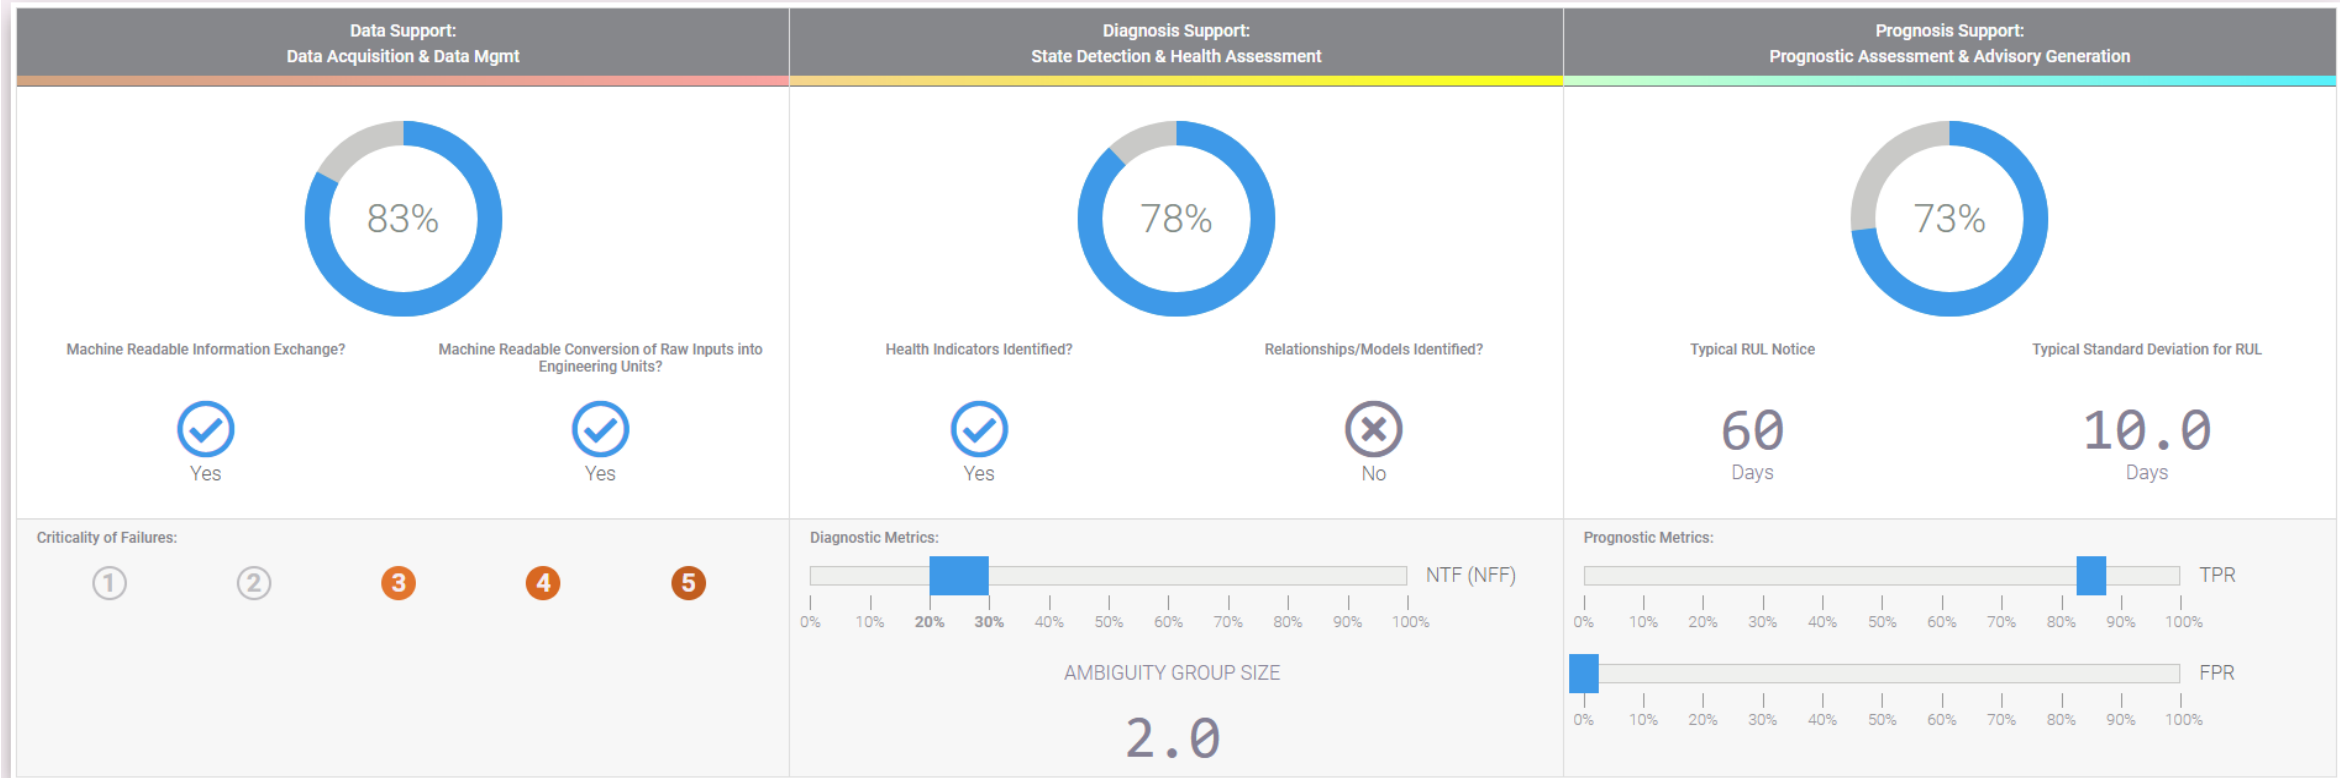 Data Support:
Data Acquisition & Data Mgmt
Diagnosis Support:
State Detection & Health Assessment
Prognosis Support:
Prognostic Assessment & Advisory Generation
83%
78%
73%
Machine Readable Information Exchange?
Machine Readable Conversion of Raw Inputs into
Engineering Units?
Health Indicators Identified?
Relationships/Models Identified?
Typical RUL Notice
Typical Standard Deviation for RUL
Yes
Yes
Yes
No
60
Days
10.0
Days
Criticality of Failures:
1 2 3 4 5
Diagnostic Metrics:
NTF (NFF)
0% 10% 20% 30% 40% 50% 60% 70% 80% 90% 100%
AMBIGUITY GROUP SIZE
2.0
Prognostic Metrics:
TPR
0% 10% 20% 30% 40% 50% 60% 70% 80% 90% 100%
FPR
0% 10% 20% 30% 40% 50% 60% 70% 80% 90% 100%